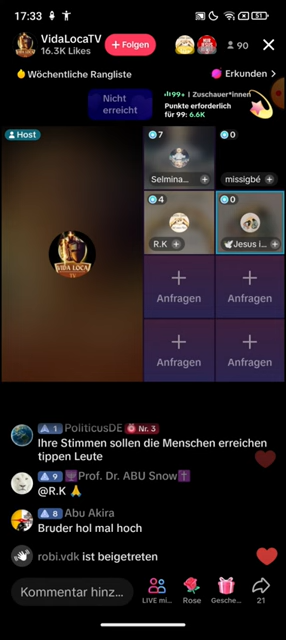 17:33
51
VidaLocaTV
16.3K Likes
+ Folgen
90
Wöchentliche Rangliste
Erkunden >
Nicht
erreicht
99+ | Zuschauer*innen
Punkte erforderlich
für 99: 6.6K
Host
7
0
Selmina...
missigbé
4
0
R.K
🕊Jesus i...
VIDA LOCA
Anfragen
Anfragen
Anfragen
Anfragen
1 PoliticusDE Nr. 3
Ihre Stimmen sollen die Menschen erreichen
tippen Leute
9 🕎Prof. Dr. ABU Snow✝️
@R.K 🙏
8 Abu Akira
Bruder hol mal hoch
robi.vdk ist beigetreten
Kommentar hinz...
LIVE mi...
Rose
Gesche...
21